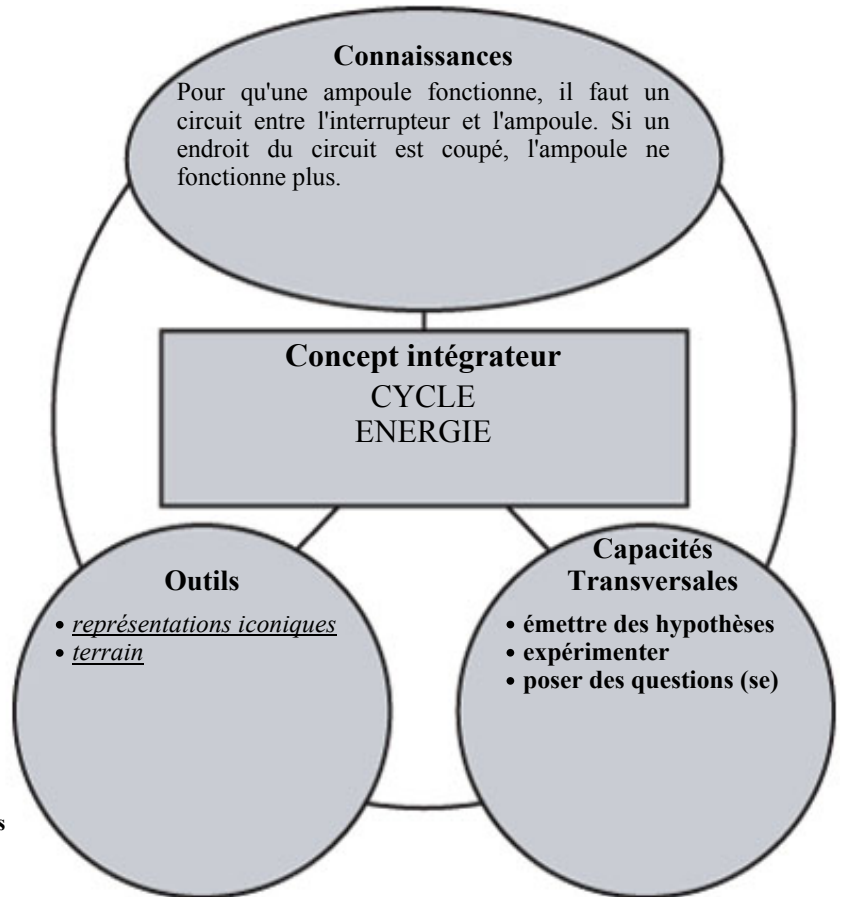 Connaissances
Pour qu'une ampoule fonctionne, il faut un
circuit entre l'interrupteur et l'ampoule. Si un
endroit du circuit est coupé, l'ampoule ne
fonctionne plus.
Concept intégrateur
CYCLE
ENERGIE
Outils
• représentations iconiques
• terrain
Capacités
Transversales
• émettre des hypothèses
• expérimenter
• poser des questions (se)
s